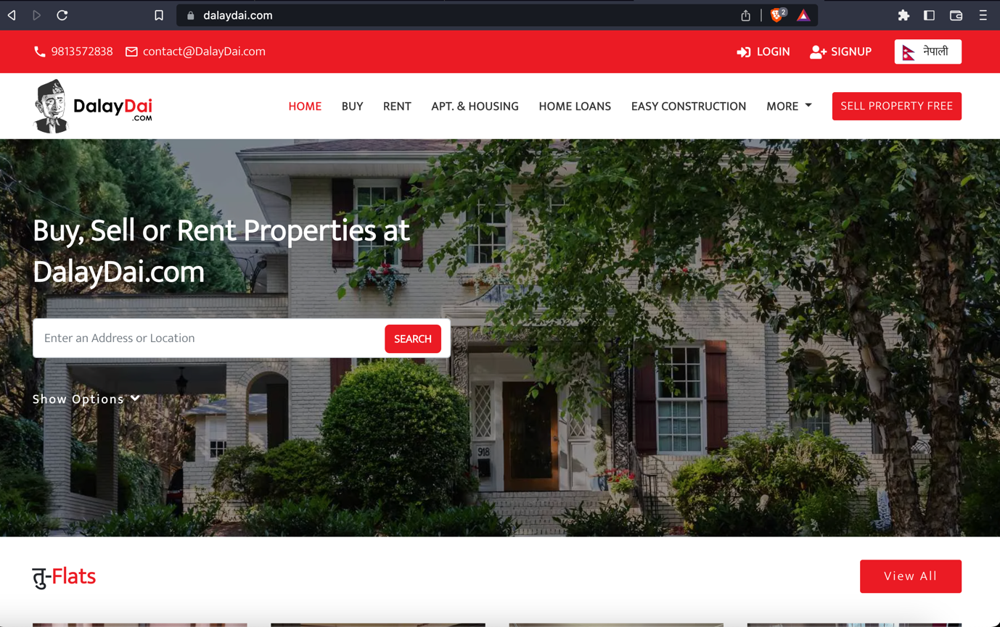 dalaydai.com
2
9813572838 contact@DalayDai.com LOGIN SIGNUP नेपाली
DalayDai
.COM
HOME BUY RENT APT. & HOUSING HOME LOANS EASY CONSTRUCTION MORE SELL PROPERTY FREE
Buy, Sell or Rent Properties at
DalayDai.com
Enter an Address or Location SEARCH
Show Options
918
तु-Flats View All